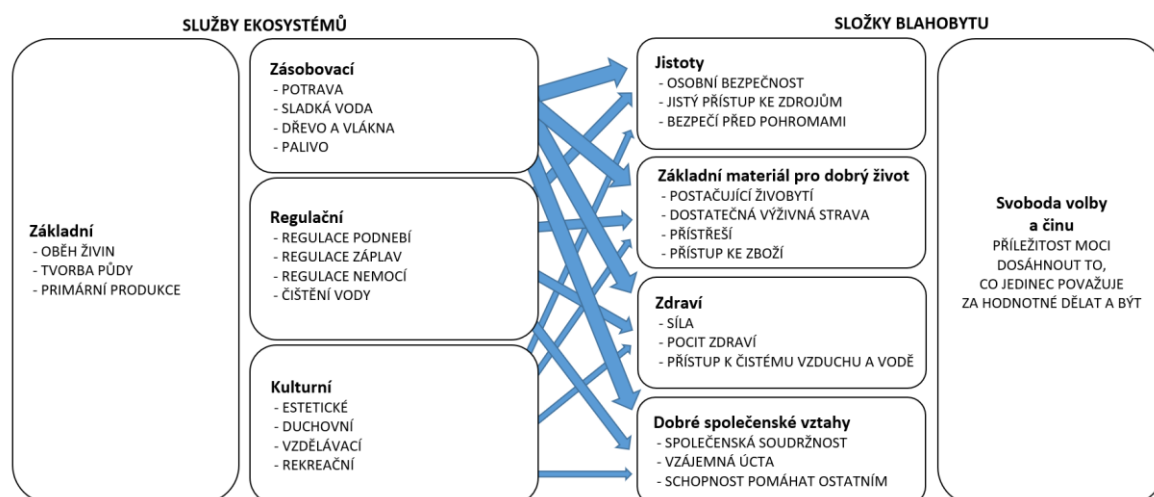 SLUŽBY EKOSYSTÉMŮ
Základní
- OBĚH ŽIVIN
- TVORBA PŮDY
- PRIMÁRNÍ PRODUKCE
Zásobovací
- POTRAVA
- SLADKÁ VODA
- DŘEVO A VLÁKNA
- PALIVO
Regulační
- REGULACE PODNEBÍ
- REGULACE ZÁPLAV
- REGULACE NEMOCÍ
- ČIŠTĚNÍ VODY
Kulturní
- ESTETICKÉ
- DUCHOVNÍ
- VZDĚLÁVACÍ
- REKREAČNÍ
SLOŽKY BLAHOBYTU
Jistoty
- OSOBNÍ BEZPEČNOST
- JISTÝ PŘÍSTUP KE ZDROJŮM
- BEZPEČÍ PŘED POHROMAMI
Základní materiál pro dobrý život
- POSTAČUJÍCÍ ŽIVOBYTÍ
- DOSTATEČNÁ VÝŽIVNÁ STRAVA
- PŘÍSTŘEŠÍ
- PŘÍSTUP KE ZBOŽÍ
Zdraví
- SÍLA
- POCIT ZDRAVÍ
- PŘÍSTUP K ČISTÉMU VZDUCHU A VODĚ
Dobré společenské vztahy
- SPOLEČENSKÁ SOUDRŽNOST
- VZÁJEMNÁ ÚCTA
- SCHOPNOST POMÁHAT OSTATNÍM
Svoboda volby
a činu
PŘÍLEŽITOST MOCI
DOSÁHNOUT TO,
CO JEDINEC POVAŽUJE
ZA HODNOTNÉ DĚLAT A BÝT